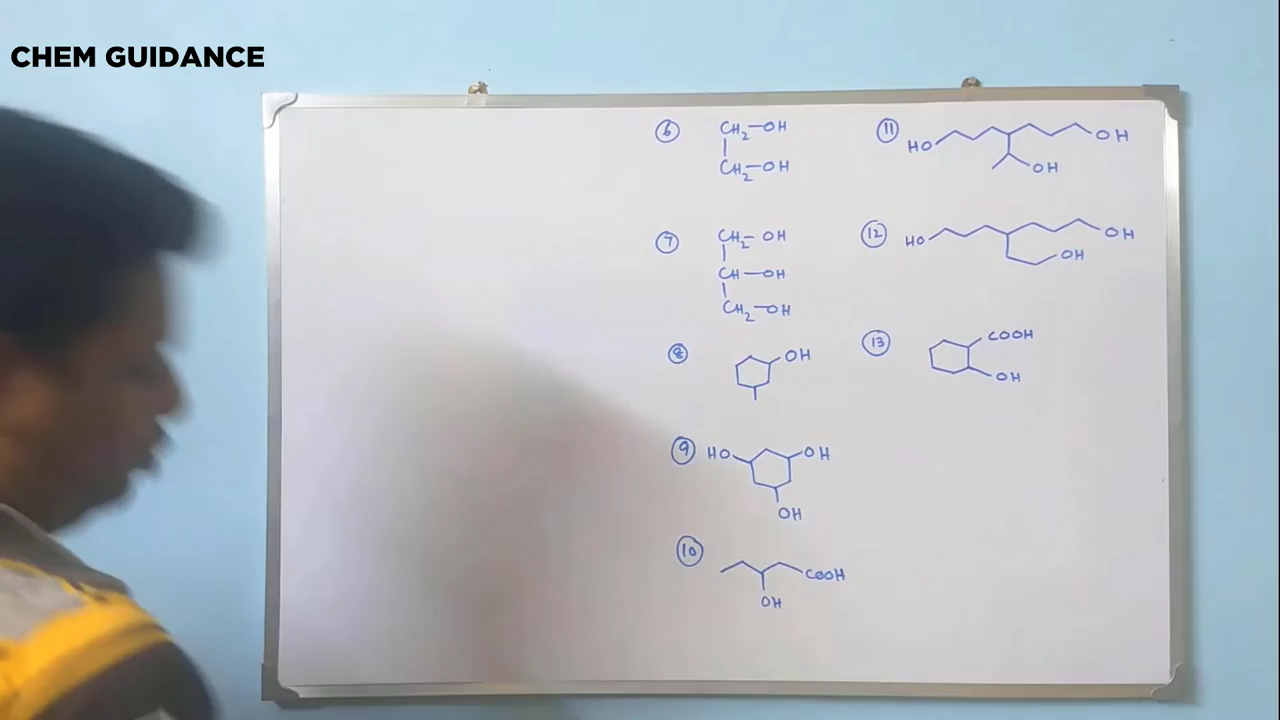 CHEM GUIDANCE
6
CH2-OH
CH2-OH
7
CH2-OH
CH-OH
CH2-OH
8
OH
9
HO OH
OH
10
COOH
OH
11
HO OH
OH
12
HO OH
OH
13
COOH
OH